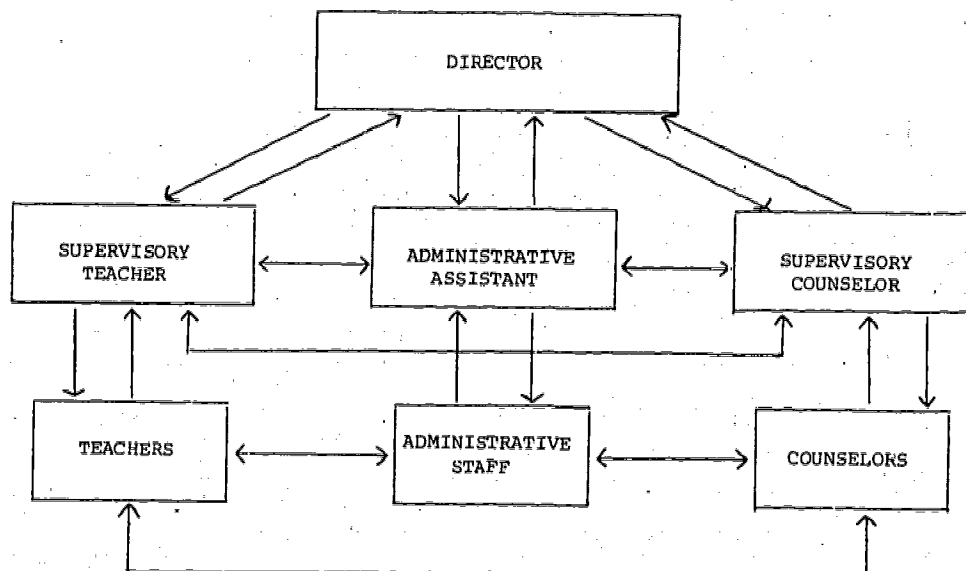 DIRECTOR
SUPERVISORY
TEACHER
ADMINISTRATIVE
ASSISTANT
SUPERVISORY
COUNSELOR
TEACHERS
ADMINISTRATIVE
STAFF
COUNSELORS